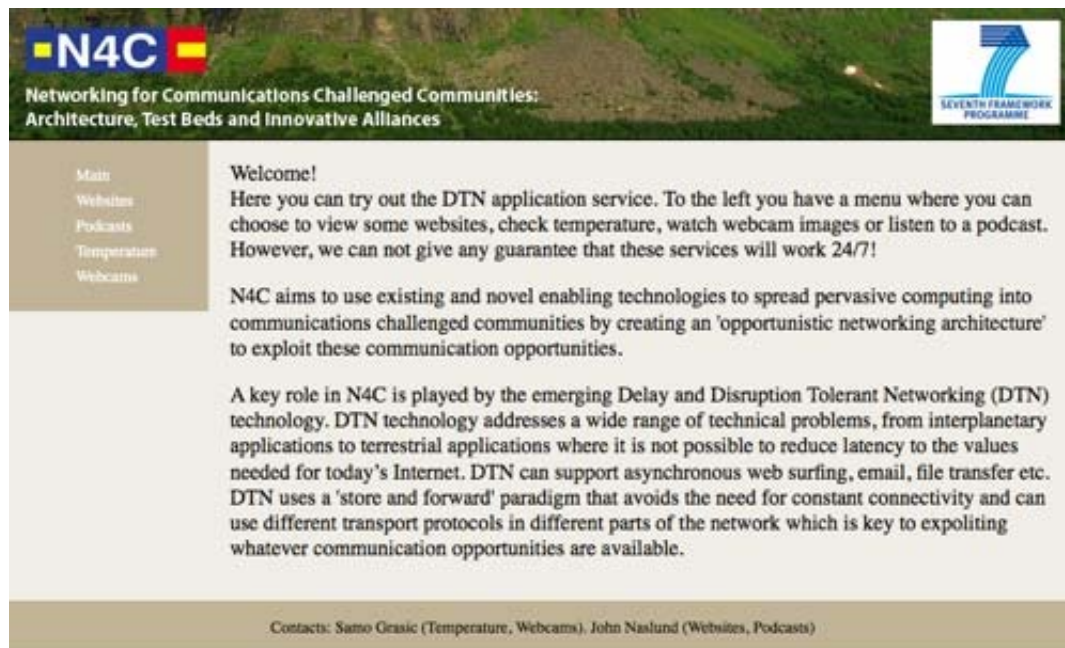 N4C
Networking for Communications Challenged Communities:
Architecture, Test Beds and Innovative Alliances
7
SEVENTH FRAMEWORK
PROGRAMME
Main
Websites
Podcasts
Temperature
Webcams
Welcome!
Here you can try out the DTN application service. To the left you have a menu where you can
choose to view some websites, check temperature, watch webcam images or listen to a podcast.
However, we can not give any guarantee that these services will work 24/7!
N4C aims to use existing and novel enabling technologies to spread pervasive computing into
communications challenged communities by creating an 'opportunistic networking architecture'
to exploit these communication opportunities.
A key role in N4C is played by the emerging Delay and Disruption Tolerant Networking (DTN)
technology. DTN technology addresses a wide range of technical problems, from interplanetary
applications to terrestrial applications where it is not possible to reduce latency to the values
needed for today's Internet. DTN can support asynchronous web surfing, email, file transfer etc.
DTN uses a 'store and forward' paradigm that avoids the need for constant connectivity and can
use different transport protocols in different parts of the network which is key to expoliting
whatever communication opportunities are available.
Contacts: Samo Grasic (Temperature, Webcams). John Naslund (Websites, Podcasts)